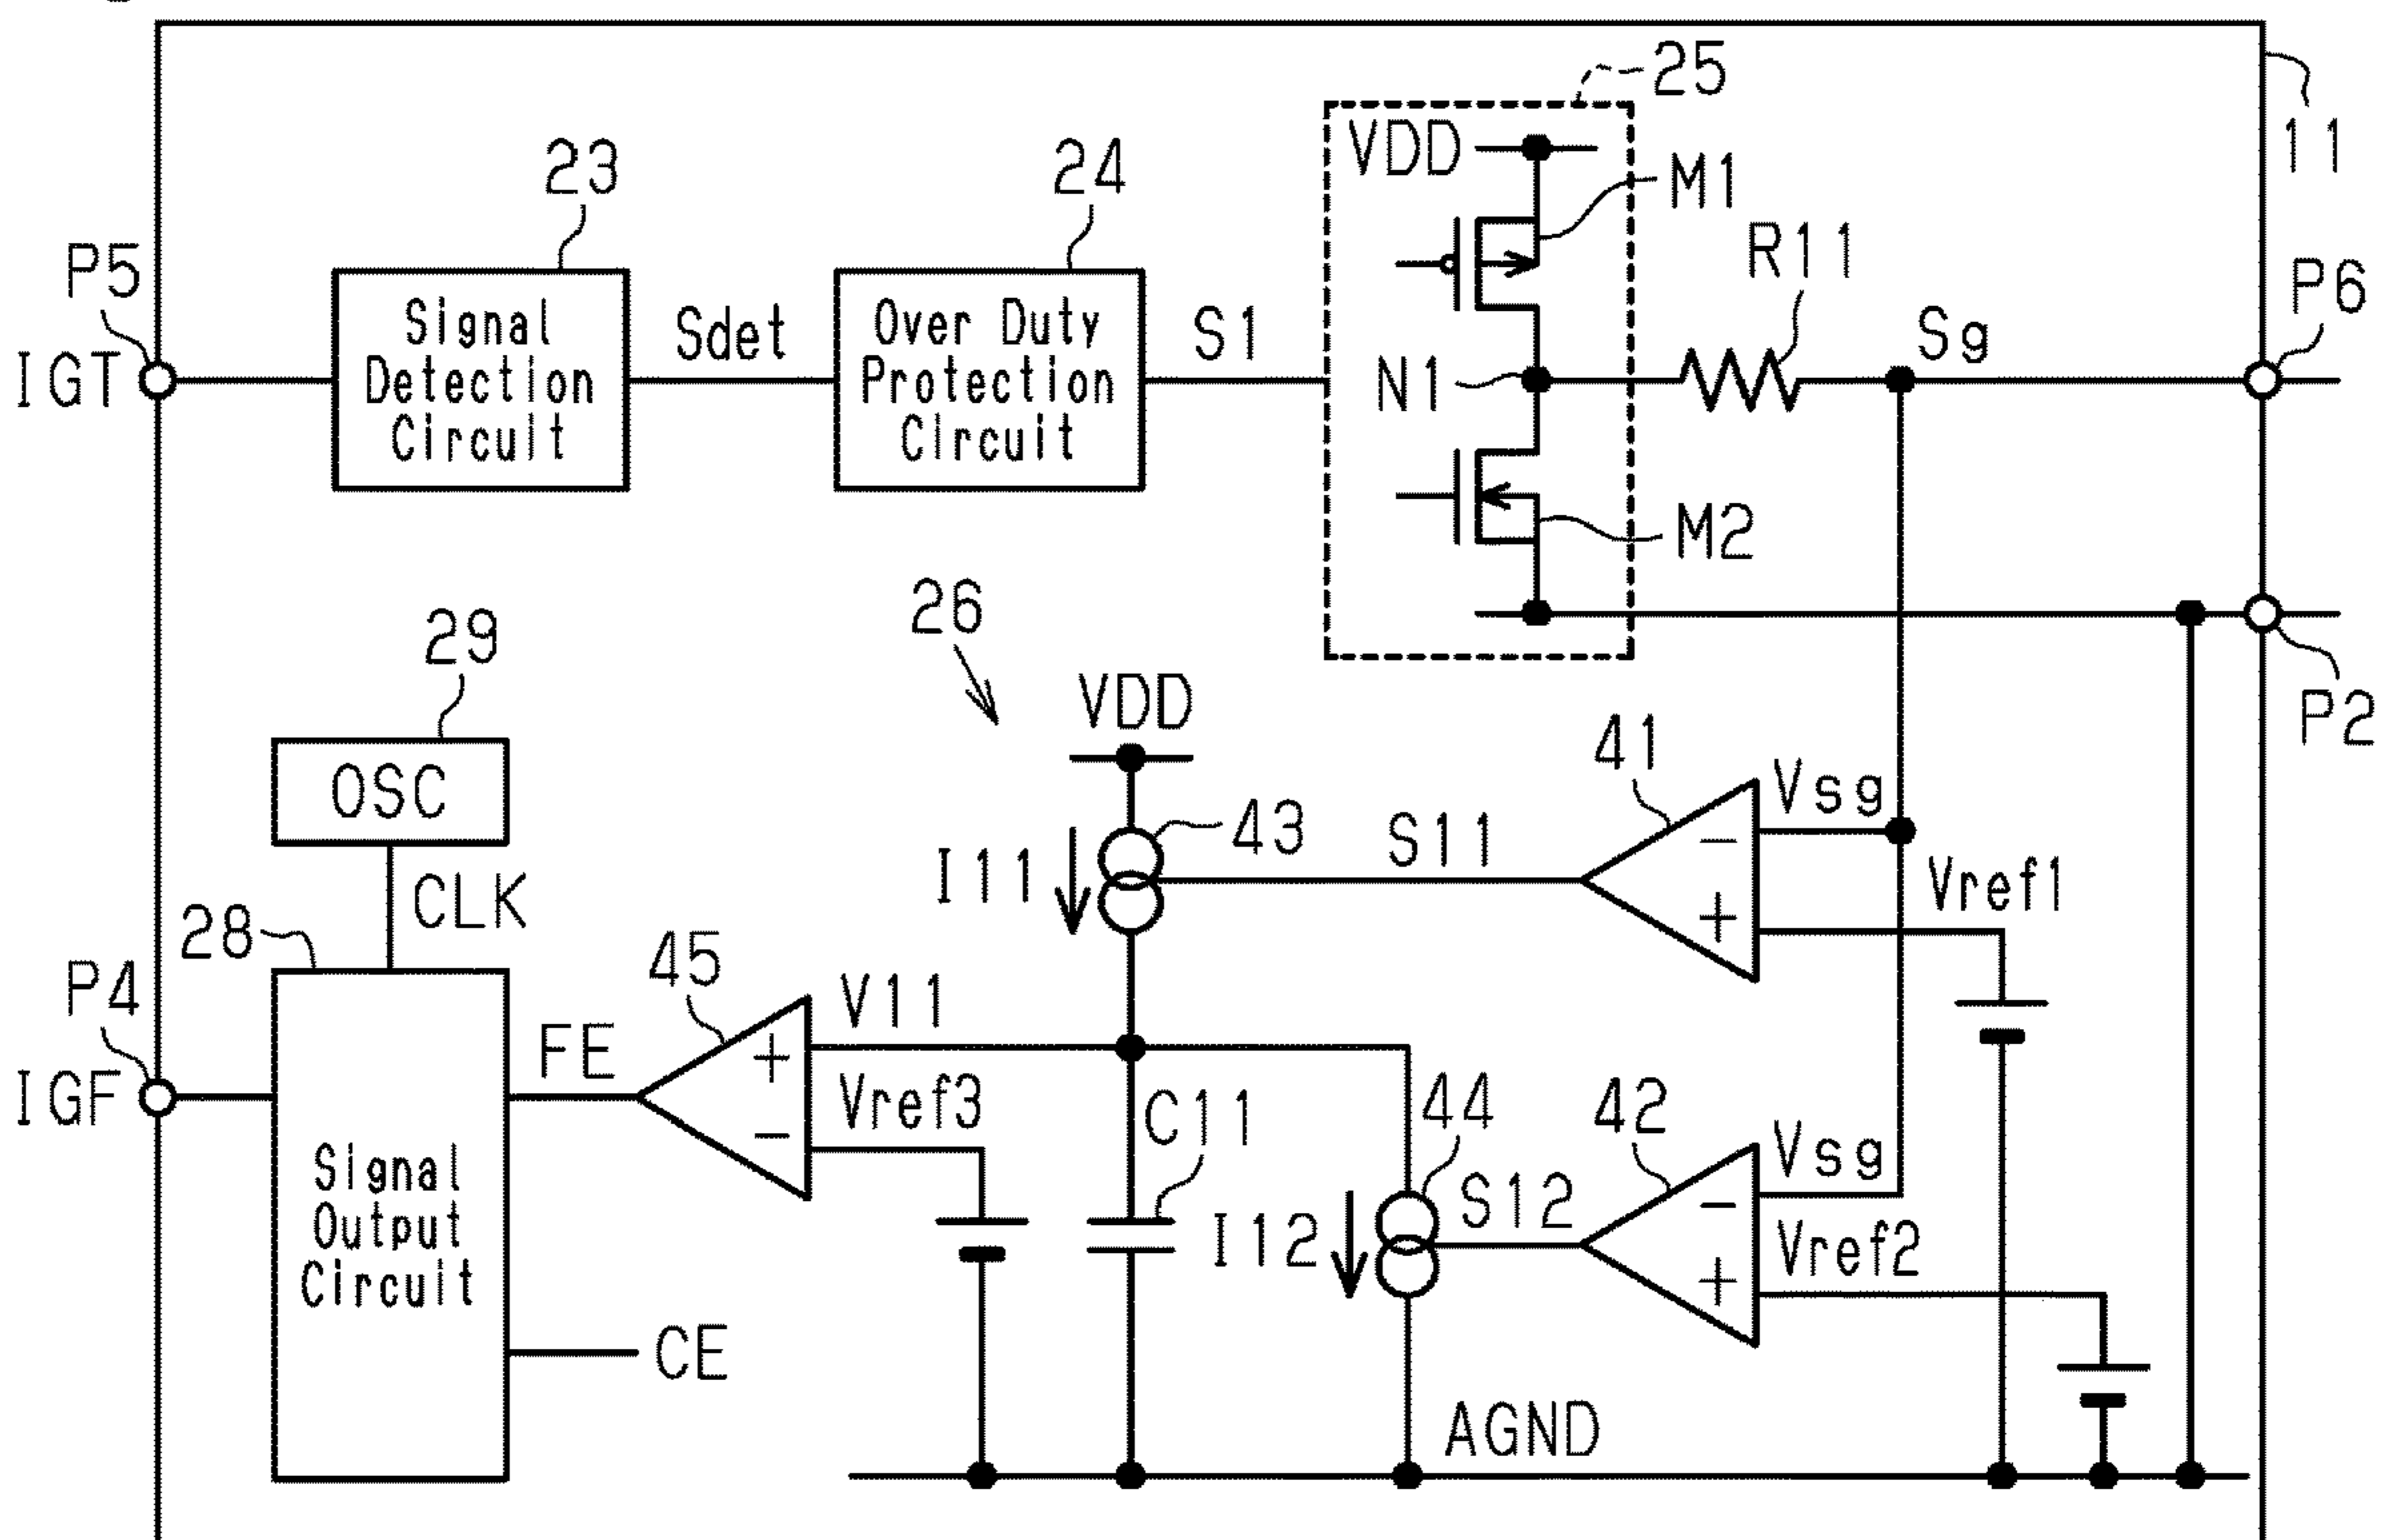 25
11
VDD
23
24
M1
P5
R11
P6
Signal
Detection
Circuit
Sdet
Over Duty
Protection
Circuit
S1
Sg
IGT
N1
M2
26
29
P2
VDD
41
Vsg
OSC
43
S11
I11
Vref1
CLK
28
45
P4
V11
FE
Vref3
C11
44
42
IGF
Vsg
S12
Signal
Output
Circuit
I12
Vref2
CE
AGND
+
−
−
+
−
+